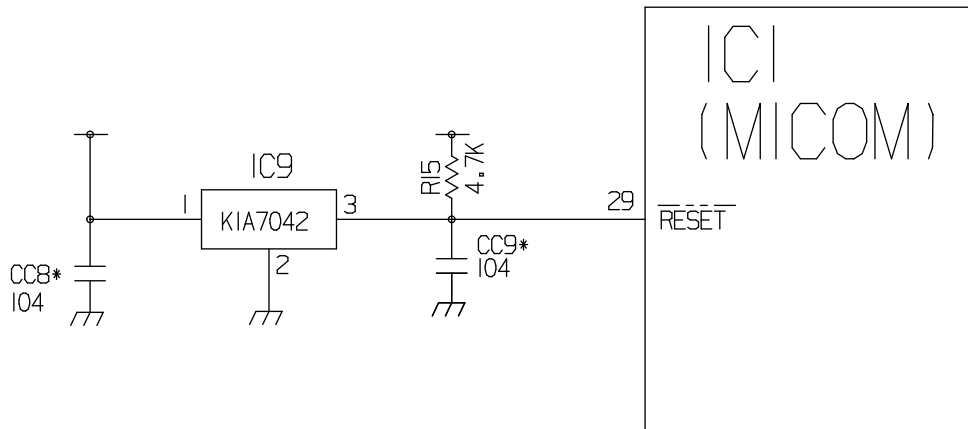 IC1
(MICOM)
IC9
R15
4.7K
1
KIA7042
3
29
RESET
2
CC8*
104
CC9*
104